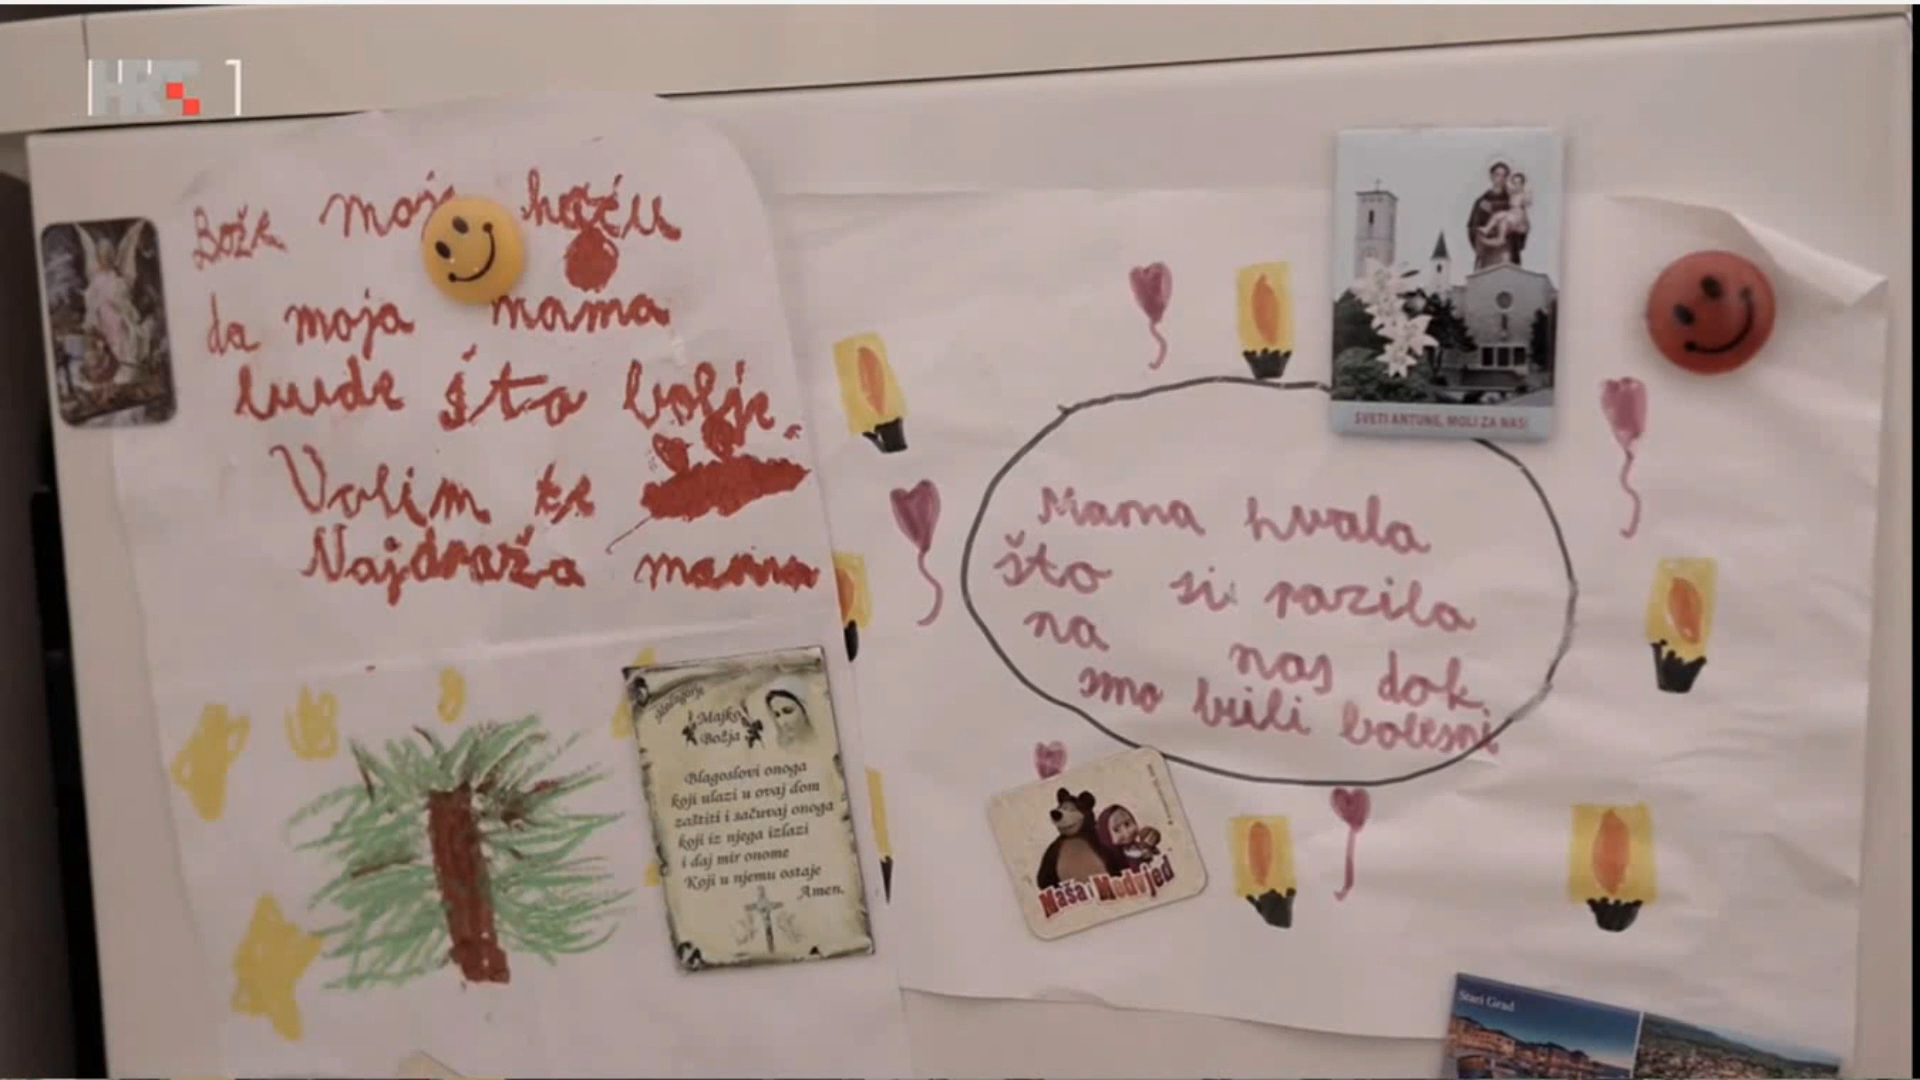 HRT 1
Bože moj hoću
da moja mama
bude što bolje.
Volim te
Najdraža mama
Mama hvala
što si pazila
na nas dok
smo bili bolesni
SVETI ANTUNE, MOLI ZA NAS!
Međugorje
Majko
Božja
Blagoslovi onoga
koji ulazi u ovaj dom
zaštiti i sačuvaj onoga
koji iz njega izlazi
i daj mir onome
Koji u njemu ostaje
Amen.
Maša i Medvjed
Stari Grad